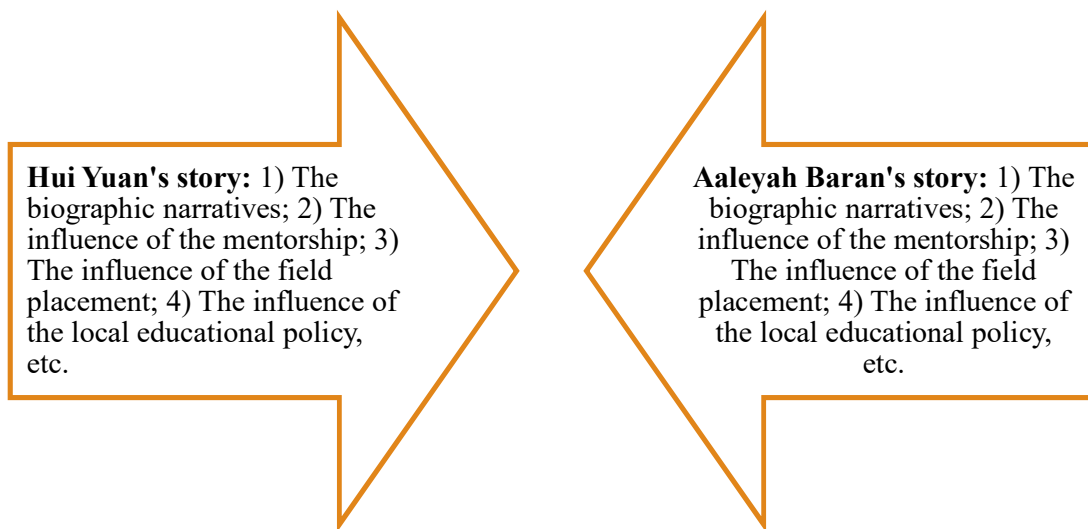 Hui Yuan's story: 1) The
biographic narratives; 2) The
influence of the mentorship; 3)
The influence of the field
placement; 4) The influence of
the local educational policy,
etc.
Aaleyah Baran's story: 1) The
biographic narratives; 2) The
influence of the mentorship; 3)
The influence of the field
placement; 4) The influence of
the local educational policy,
etc.